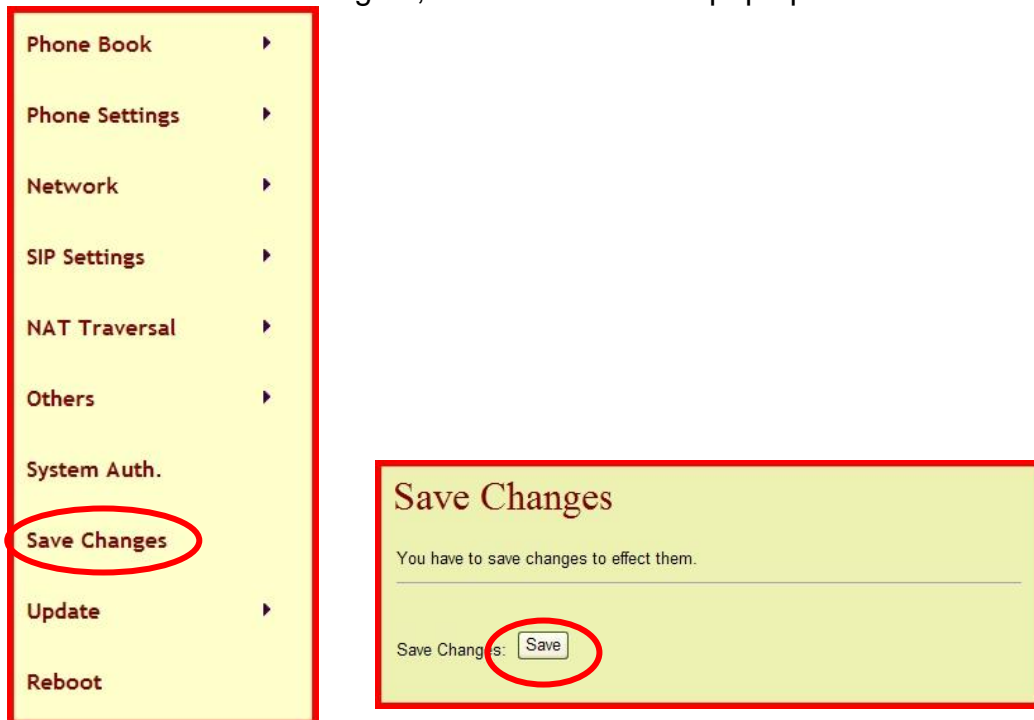 Phone Book
Phone Settings
Network
SIP Settings
NAT Traversal
Others
System Auth.
Save Changes
Update
Reboot
Save Changes
You have to save changes to effect them.
Save Changes: Save